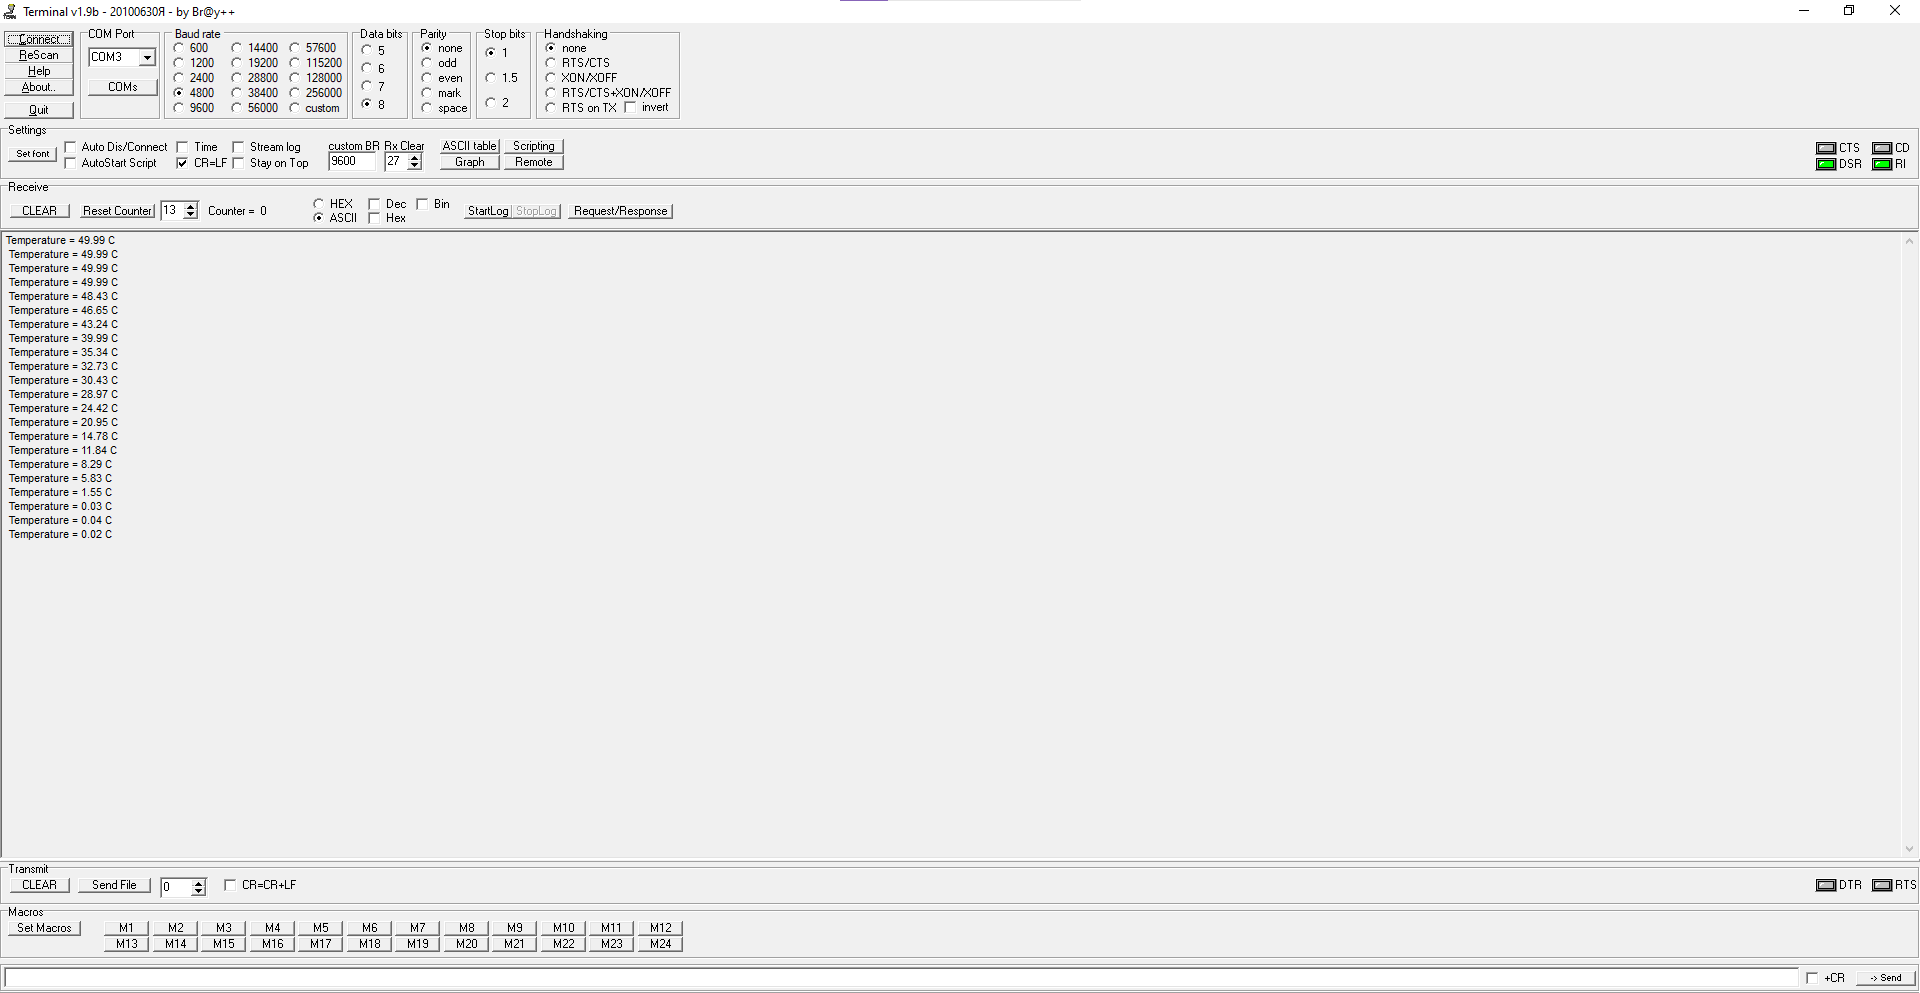 Terminal v1.9b - 20100630Я - by Br@y++
Connect
ReScan
Help
About..
Quit
COM Port
COM3
COMs
Baud rate
600 14400 57600
1200 19200 115200
2400 28800 128000
4800 38400 256000
9600 56000 custom
Data bits
5
6
7
8
Parity
none
odd
even
mark
space
Stop bits
1
1.5
2
Handshaking
none
RTS/CTS
XON/XOFF
RTS/CTS+XON/XOFF
RTS on TX invert
Settings
Set font
Auto Dis/Connect Time Stream log
AutoStart Script CR=LF Stay on Top
custom BR Rx Clear
9600 27
ASCII table Scripting
Graph Remote
CTS CD
DSR RI
Receive
CLEAR Reset Counter 13 Counter = 0
HEX Dec Bin
ASCII Hex
StartLog StopLog Request/Response
Temperature = 49.99 C
Temperature = 49.99 C
Temperature = 49.99 C
Temperature = 49.99 C
Temperature = 48.43 C
Temperature = 46.65 C
Temperature = 43.24 C
Temperature = 39.99 C
Temperature = 35.34 C
Temperature = 32.73 C
Temperature = 30.43 C
Temperature = 28.97 C
Temperature = 24.42 C
Temperature = 20.95 C
Temperature = 14.78 C
Temperature = 11.84 C
Temperature = 8.29 C
Temperature = 5.83 C
Temperature = 1.55 C
Temperature = 0.03 C
Temperature = 0.04 C
Temperature = 0.02 C
Transmit
CLEAR Send File 0 CR=CR+LF
DTR RTS
Macros
Set Macros
M1 M2 M3 M4 M5 M6 M7 M8 M9 M10 M11 M12
M13 M14 M15 M16 M17 M18 M19 M20 M21 M22 M23 M24
+CR -> Send